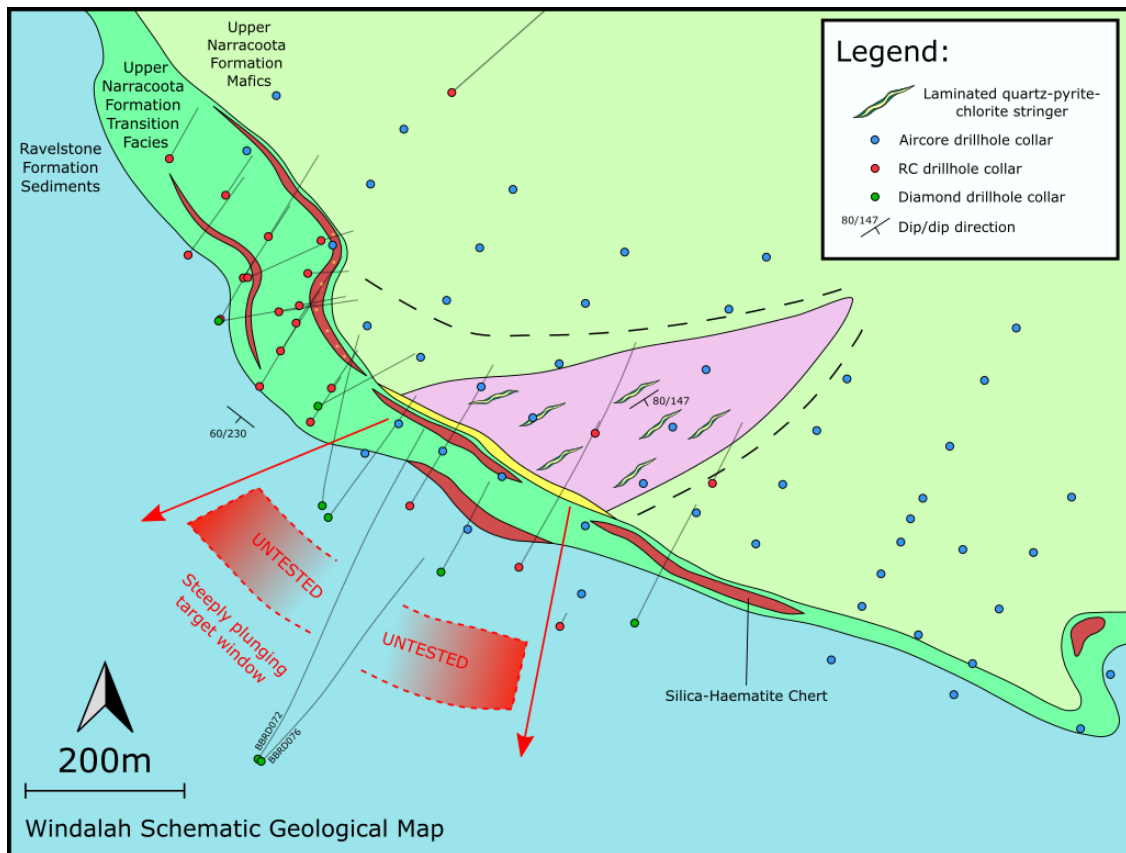 Upper
Narracoota
Formation
Mafics
Upper
Narracoota
Formation
Transition
Facies
Ravelstone
Formation
Sediments
Legend:
Laminated quartz-pyrite-
chlorite stringer
Aircore drillhole collar
RC drillhole collar
Diamond drillhole collar
80/147
Dip/dip direction
80/147
60/230
UNTESTED
Steeply plunging
target window
UNTESTED
Silica-Haematite Chert
BBRD072
BBRD076
200m
Windalah Schematic Geological Map